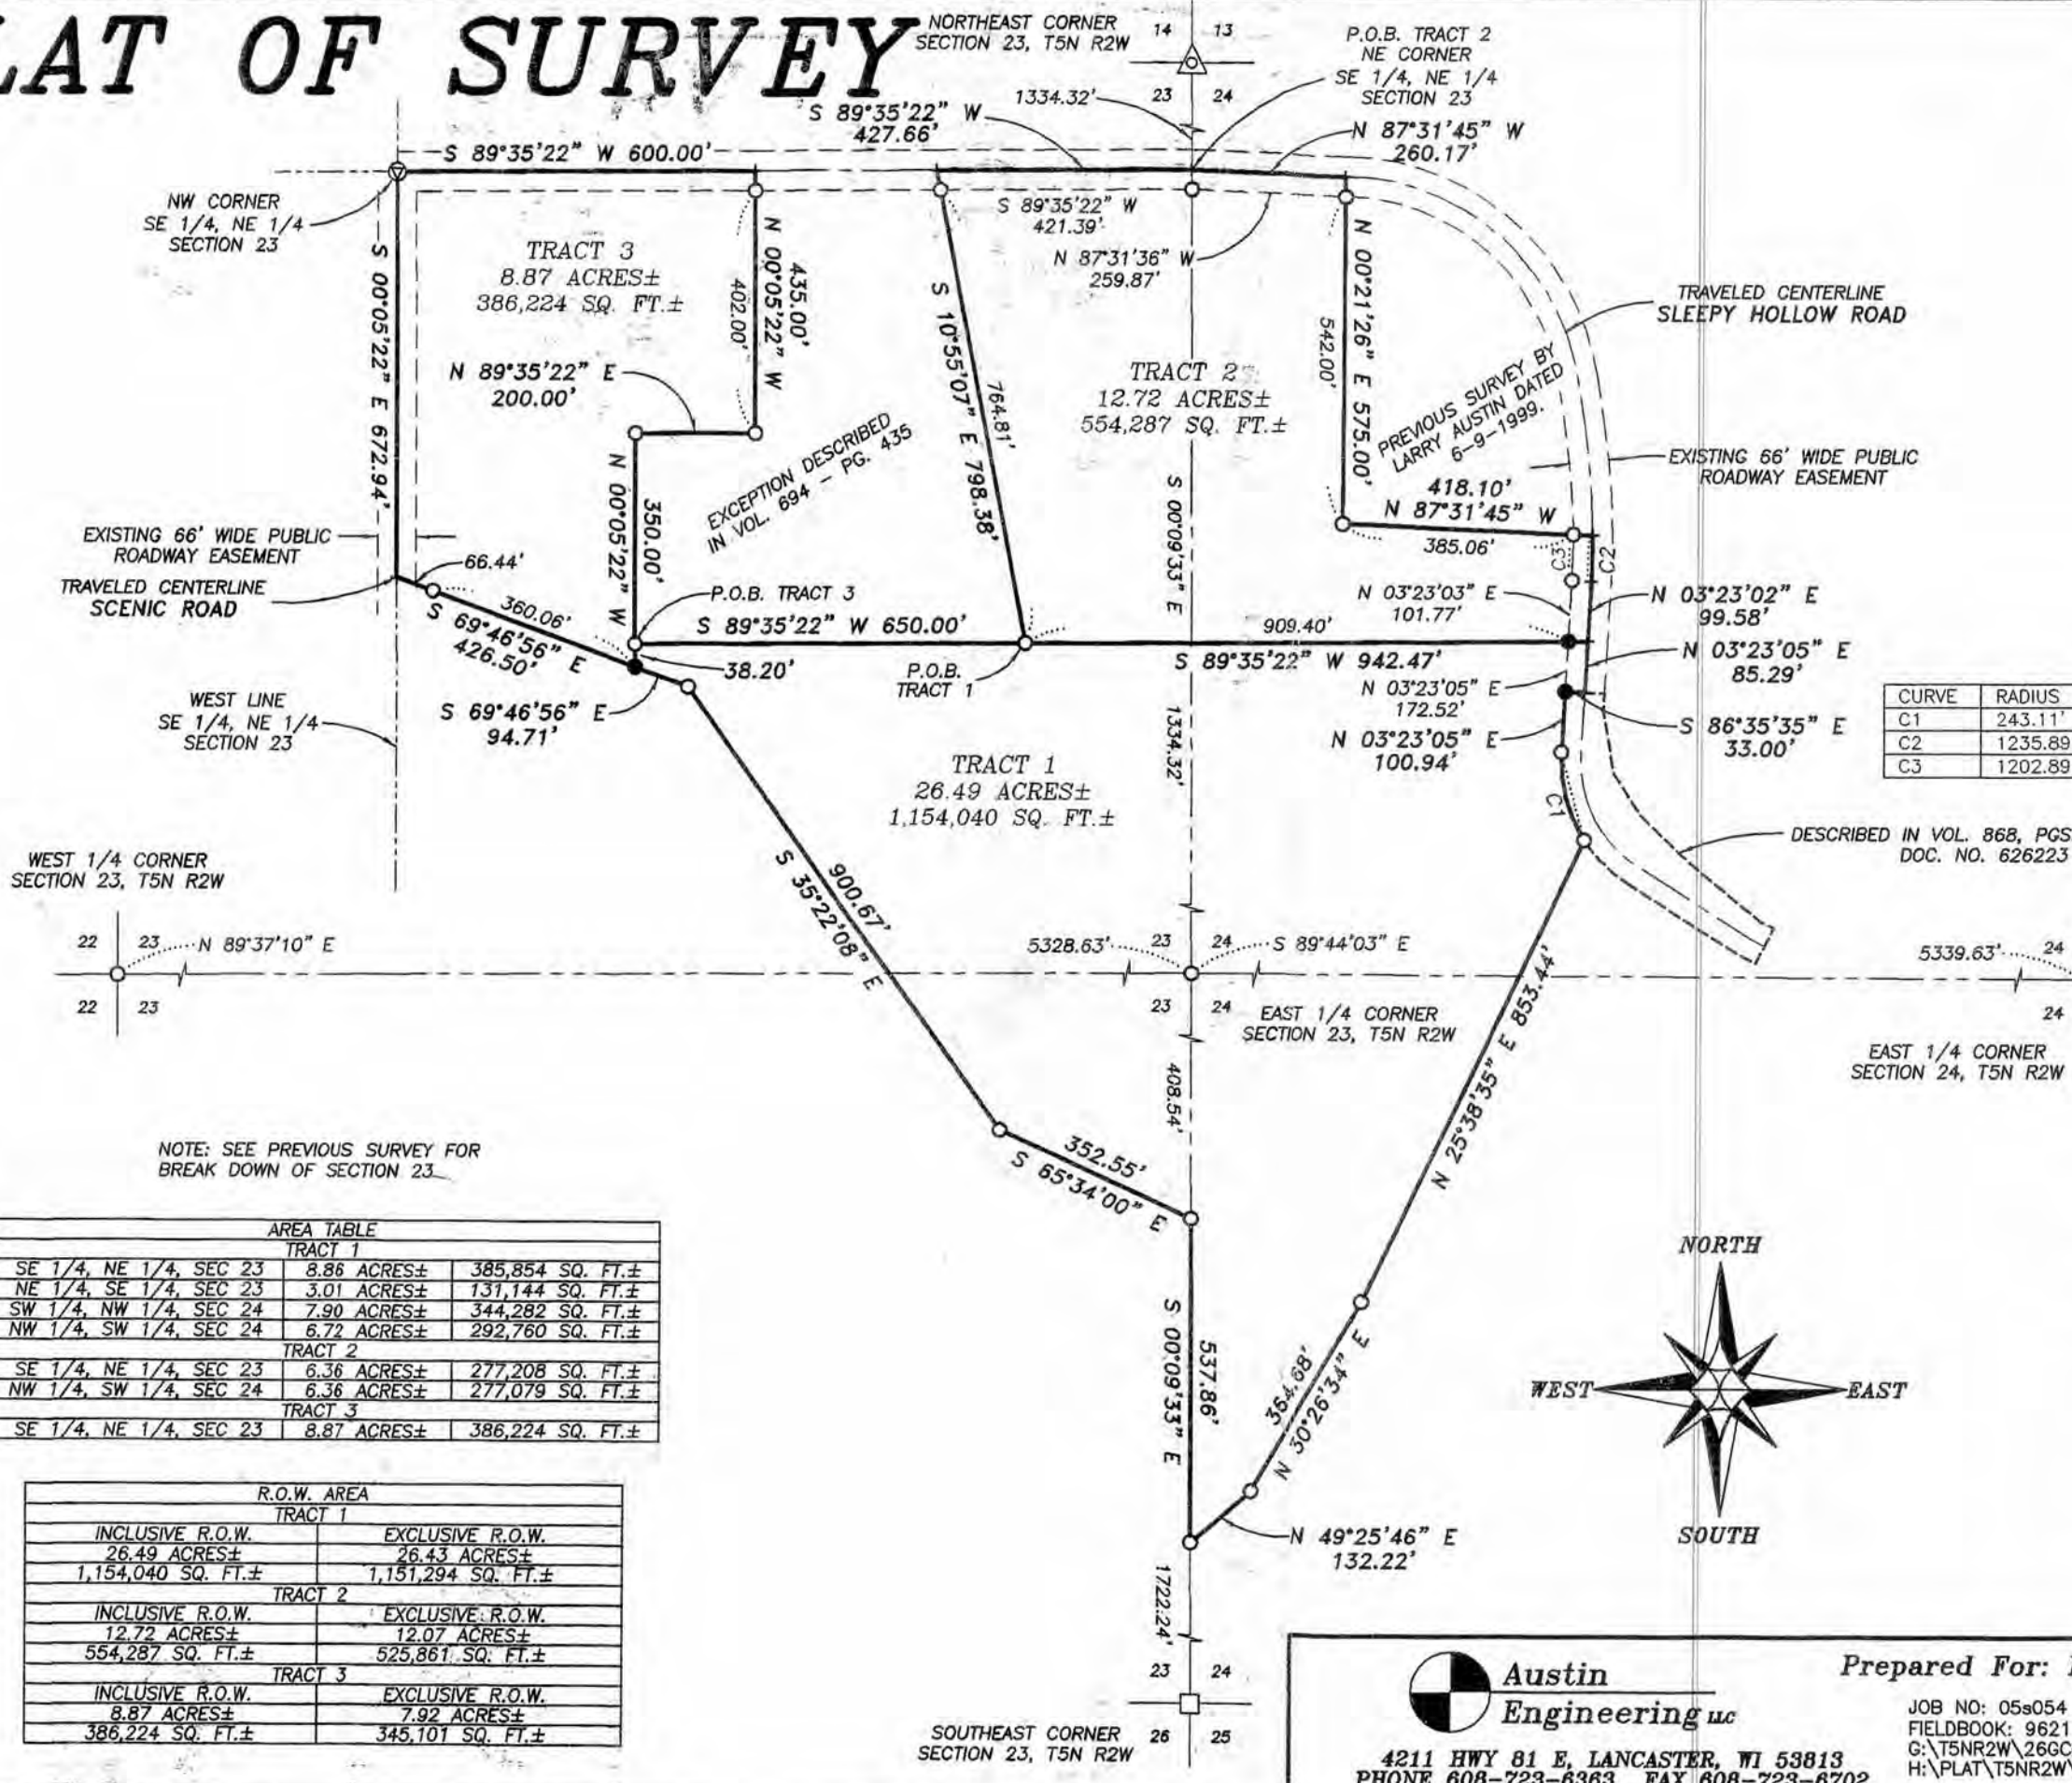 LAT OF SURVEY
NORTHEAST CORNER
SECTION 23, T5N R2W
14
13
23
24
1334.32'
P.O.B. TRACT 2
NE CORNER
SE 1/4, NE 1/4
SECTION 23
S 89°35'22" W
427.66'
N 87°31'45" W
260.17'
S 89°35'22" W 600.00'
NW CORNER
SE 1/4, NE 1/4
SECTION 23
S 89°35'22" W
421.39'
N 87°31'36" W
259.87'
TRACT 3
8.87 ACRES±
386,224 SQ. FT.±
S 00°05'22" E 672.94'
N 00°05'22" W
435.00'
402.00'
N 89°35'22" E
200.00'
S 10°55'07" E 798.38'
764.81'
TRACT 2
12.72 ACRES±
554,287 SQ. FT.±
N 00°21'26" E 575.00'
542.00'
TRAVELED CENTERLINE
SLEEPY HOLLOW ROAD
PREVIOUS SURVEY BY
LARRY AUSTIN DATED
6-9-1999.
EXISTING 66' WIDE PUBLIC
ROADWAY EASEMENT
EXCEPTION DESCRIBED
IN VOL. 694 - PG. 435
N 00°05'22" W
350.00'
S 00°09'33" E
1334.32'
418.10'
N 87°31'45" W
385.06'
C3
C2
EXISTING 66' WIDE PUBLIC
ROADWAY EASEMENT
66.44'
TRAVELED CENTERLINE
SCENIC ROAD
360.06'
S 69°46'56" E
426.50'
P.O.B. TRACT 3
S 89°35'22" W 650.00'
38.20'
P.O.B.
TRACT 1
909.40'
S 89°35'22" W 942.47'
N 03°23'03" E
101.77'
N 03°23'02" E
99.58'
N 03°23'05" E
85.29'
N 03°23'05" E
172.52'
S 86°35'35" E
33.00'
N 03°23'05" E
100.94'
C1
WEST LINE
SE 1/4, NE 1/4
SECTION 23
S 69°46'56" E
94.71'
TRACT 1
26.49 ACRES±
1,154,040 SQ. FT.±
CURVE RADIUS
C1 243.11'
C2 1235.89
C3 1202.89
DESCRIBED IN VOL. 868, PGS
DOC. NO. 626223
900.67'
S 35°22'08" E
WEST 1/4 CORNER
SECTION 23, T5N R2W
22
23
N 89°37'10" E
22
23
5328.63'
23
24
S 89°44'03" E
23
24
EAST 1/4 CORNER
SECTION 23, T5N R2W
5339.63'
24
24
EAST 1/4 CORNER
SECTION 24, T5N R2W
408.54'
N 25°38'35" E 853.44'
352.55'
S 65°34'00" E
NOTE: SEE PREVIOUS SURVEY FOR
BREAK DOWN OF SECTION 23
AREA TABLE
TRACT 1
SE 1/4, NE 1/4, SEC 23 8.86 ACRES± 385,854 SQ. FT.±
NE 1/4, SE 1/4, SEC 23 3.01 ACRES± 131,144 SQ. FT.±
SW 1/4, NW 1/4, SEC 24 7.90 ACRES± 344,282 SQ. FT.±
NW 1/4, SW 1/4, SEC 24 6.72 ACRES± 292,760 SQ. FT.±
TRACT 2
SE 1/4, NE 1/4, SEC 23 6.36 ACRES± 277,208 SQ. FT.±
NW 1/4, SW 1/4, SEC 24 6.36 ACRES± 277,079 SQ. FT.±
TRACT 3
SE 1/4, NE 1/4, SEC 23 8.87 ACRES± 386,224 SQ. FT.±
R.O.W. AREA
TRACT 1
INCLUSIVE R.O.W. EXCLUSIVE R.O.W.
26.49 ACRES± 26.43 ACRES±
1,154,040 SQ. FT.± 1,151,294 SQ. FT.±
TRACT 2
INCLUSIVE R.O.W. EXCLUSIVE R.O.W.
12.72 ACRES± 12.07 ACRES±
554,287 SQ. FT.± 525,861 SQ. FT.±
TRACT 3
INCLUSIVE R.O.W. EXCLUSIVE R.O.W.
8.87 ACRES± 7.92 ACRES±
386,224 SQ. FT.± 345,101 SQ. FT.±
S 00°09'33" E
537.86'
364.68'
N 30°26'34" E
N 49°25'46" E
132.22'
1722.24'
23
24
26
25
SOUTHEAST CORNER
SECTION 23, T5N R2W
NORTH
WEST
EAST
SOUTH
Austin
Engineering LLC
4211 HWY 81 E, LANCASTER, WI 53813
PHONE 608-723-6363 FAX 608-723-6702
Prepared For:
JOB NO: 05s054
FIELDBOOK: 9621
G:\T5NR2W\26GC
H:\PLAT\T5NR2W\